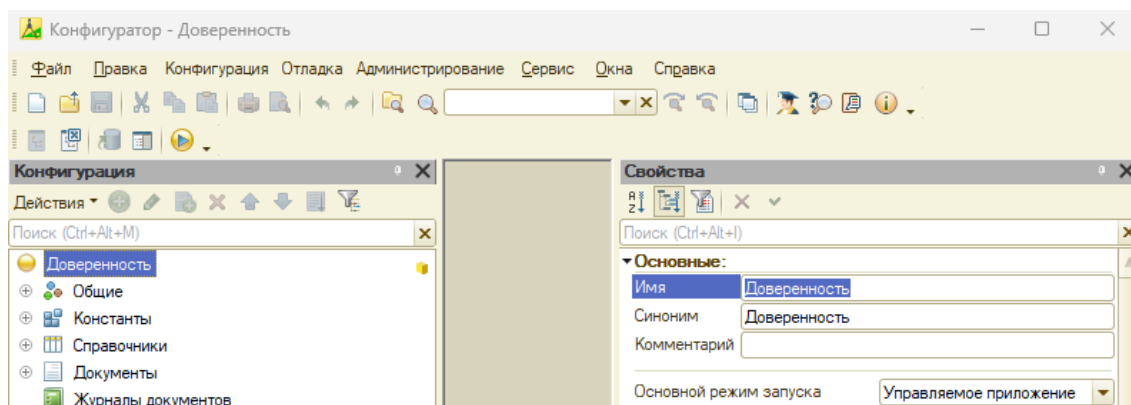 Конфигуратор - Доверенность
Файл Правка Конфигурация Отладка Администрирование Сервис Окна Справка
Конфигурация
Действия
Поиск (Ctrl+Alt+M)
Доверенность
Общие
Константы
Справочники
Документы
Журналы документов
Свойства
Поиск (Ctrl+Alt+I)
Основные:
Имя Доверенность
Синоним Доверенность
Комментарий
Основной режим запуска Управляемое приложение